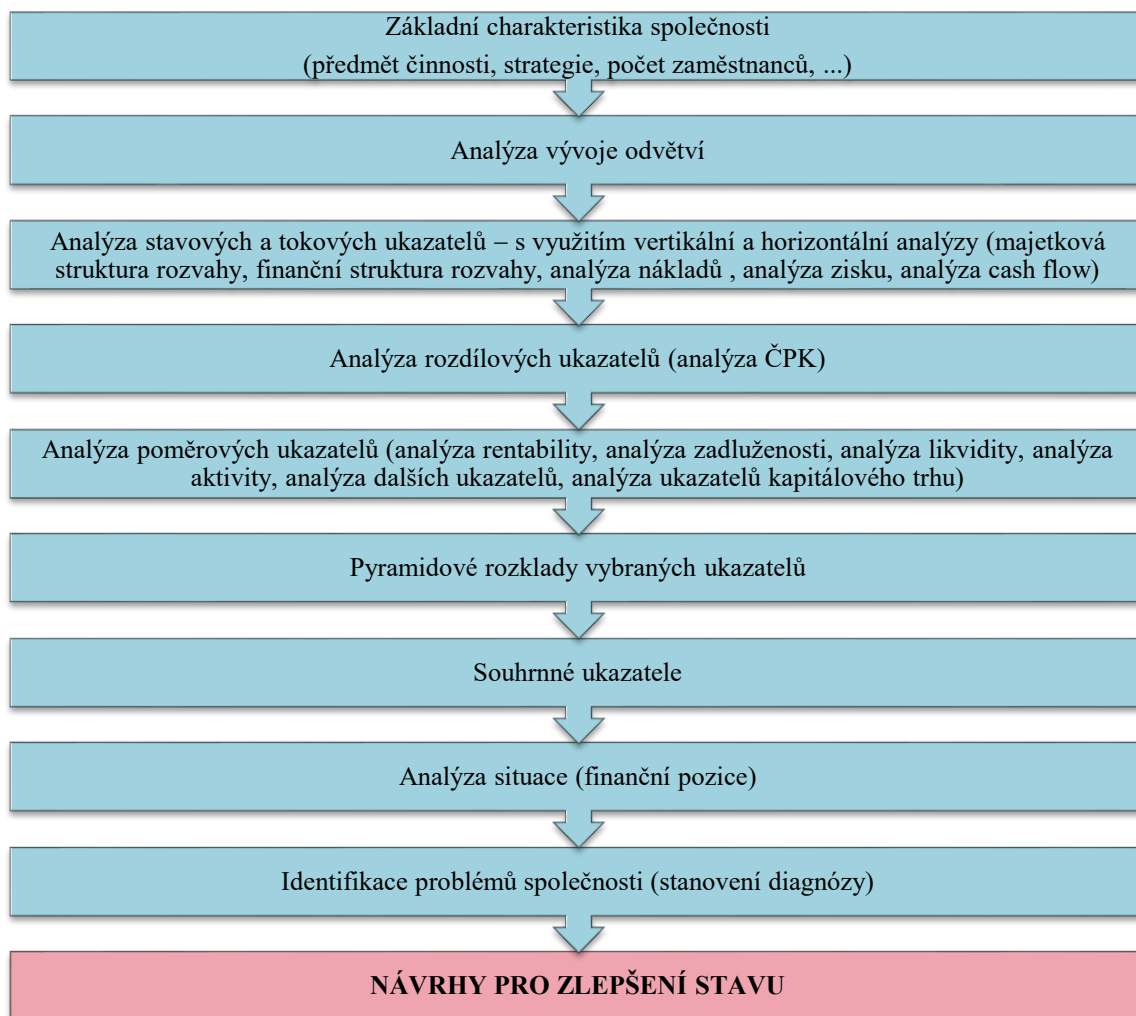 Základní charakteristika společnosti
(předmět činnosti, strategie, počet zaměstnanců, ...)
Analýza vývoje odvětví
Analýza stavových a tokových ukazatelů – s využitím vertikální a horizontální analýzy (majetková
struktura rozvahy, finanční struktura rozvahy, analýza nákladů , analýza zisku, analýza cash flow)
Analýza rozdílových ukazatelů (analýza ČPK)
Analýza poměrových ukazatelů (analýza rentability, analýza zadluženosti, analýza likvidity, analýza
aktivity, analýza dalších ukazatelů, analýza ukazatelů kapitálového trhu)
Pyramidové rozklady vybraných ukazatelů
Souhrnné ukazatele
Analýza situace (finanční pozice)
Identifikace problémů společnosti (stanovení diagnózy)
NÁVRHY PRO ZLEPŠENÍ STAVU